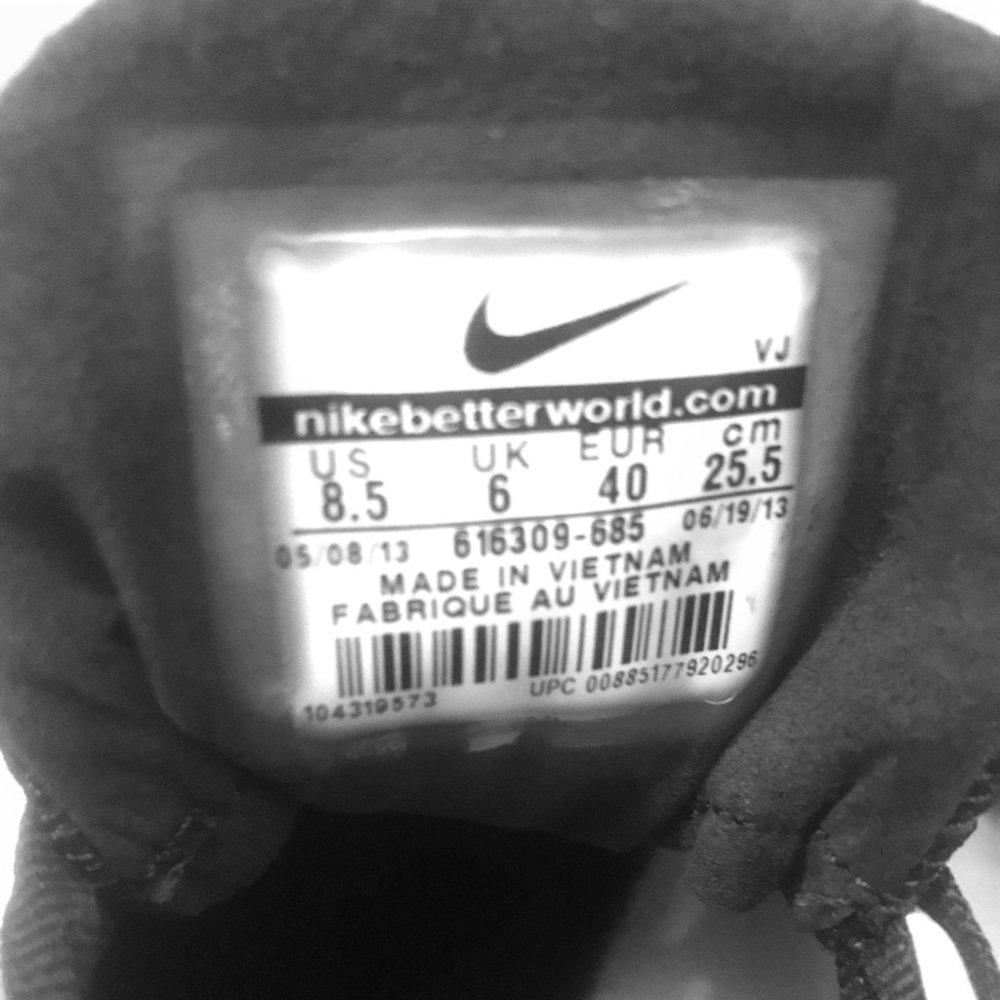 VJ
nikebetterworld.com
US UK EUR cm
8.5 6 40 25.5
05/08/13 616309-685 06/19/13
MADE IN VIETNAM
FABRIQUE AU VIETNAM
104319573 UPC 00885177920296